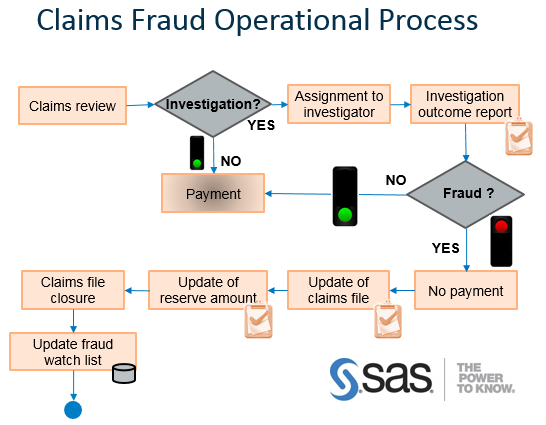 Claims Fraud Operational Process
Claims review
Investigation?
YES
Assignment to
investigator
Investigation
outcome report
NO
Payment
NO
Fraud ?
YES
No payment
Update of
claims file
Update of
reserve amount
Claims file
closure
Update fraud
watch list
sas
THE
POWER
TO KNOW.